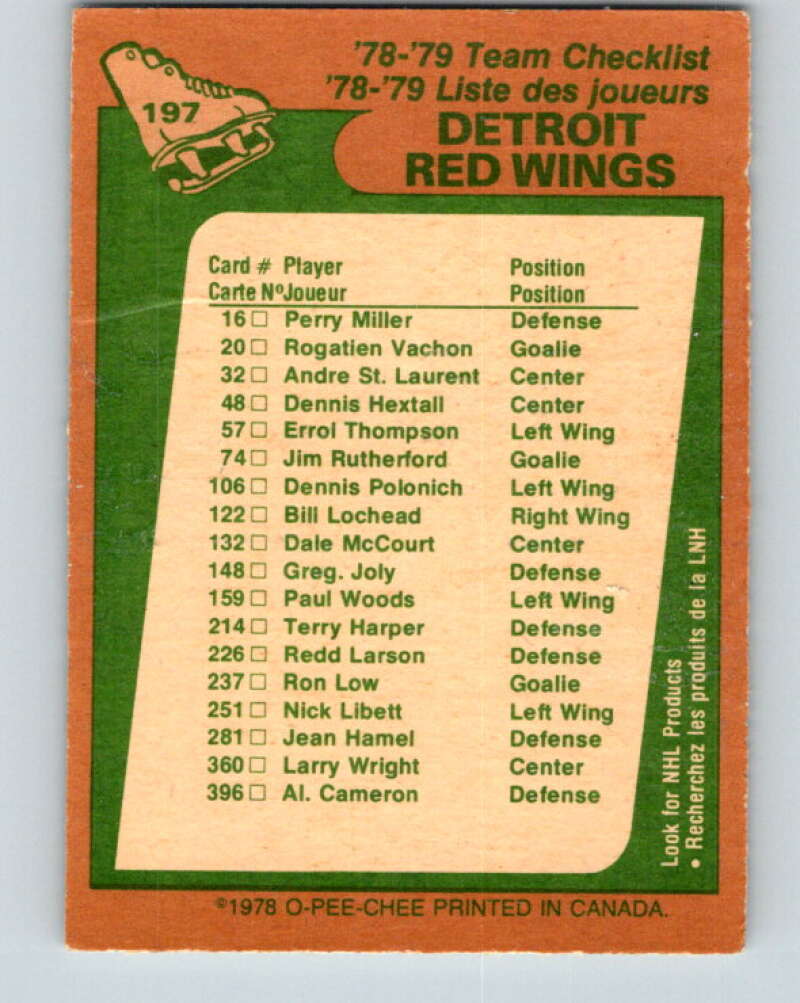 197
'78-'79 Team Checklist
'78-'79 Liste des joueurs
DETROIT
RED WINGS
Card # Player Position
Carte Nº Joueur Position
16 □ Perry Miller Defense
20 □ Rogatien Vachon Goalie
32 □ Andre St. Laurent Center
48 □ Dennis Hextall Center
57 □ Errol Thompson Left Wing
74 □ Jim Rutherford Goalie
106 □ Dennis Polonich Left Wing
122 □ Bill Lochead Right Wing
132 □ Dale McCourt Center
148 □ Greg. Joly Defense
159 □ Paul Woods Left Wing
214 □ Terry Harper Defense
226 □ Redd Larson Defense
237 □ Ron Low Goalie
251 □ Nick Libett Left Wing
281 □ Jean Hamel Defense
360 □ Larry Wright Center
396 □ Al. Cameron Defense
Look for NHL Products
• Recherchez les produits de la LNH
©1978 O-PEE-CHEE PRINTED IN CANADA.